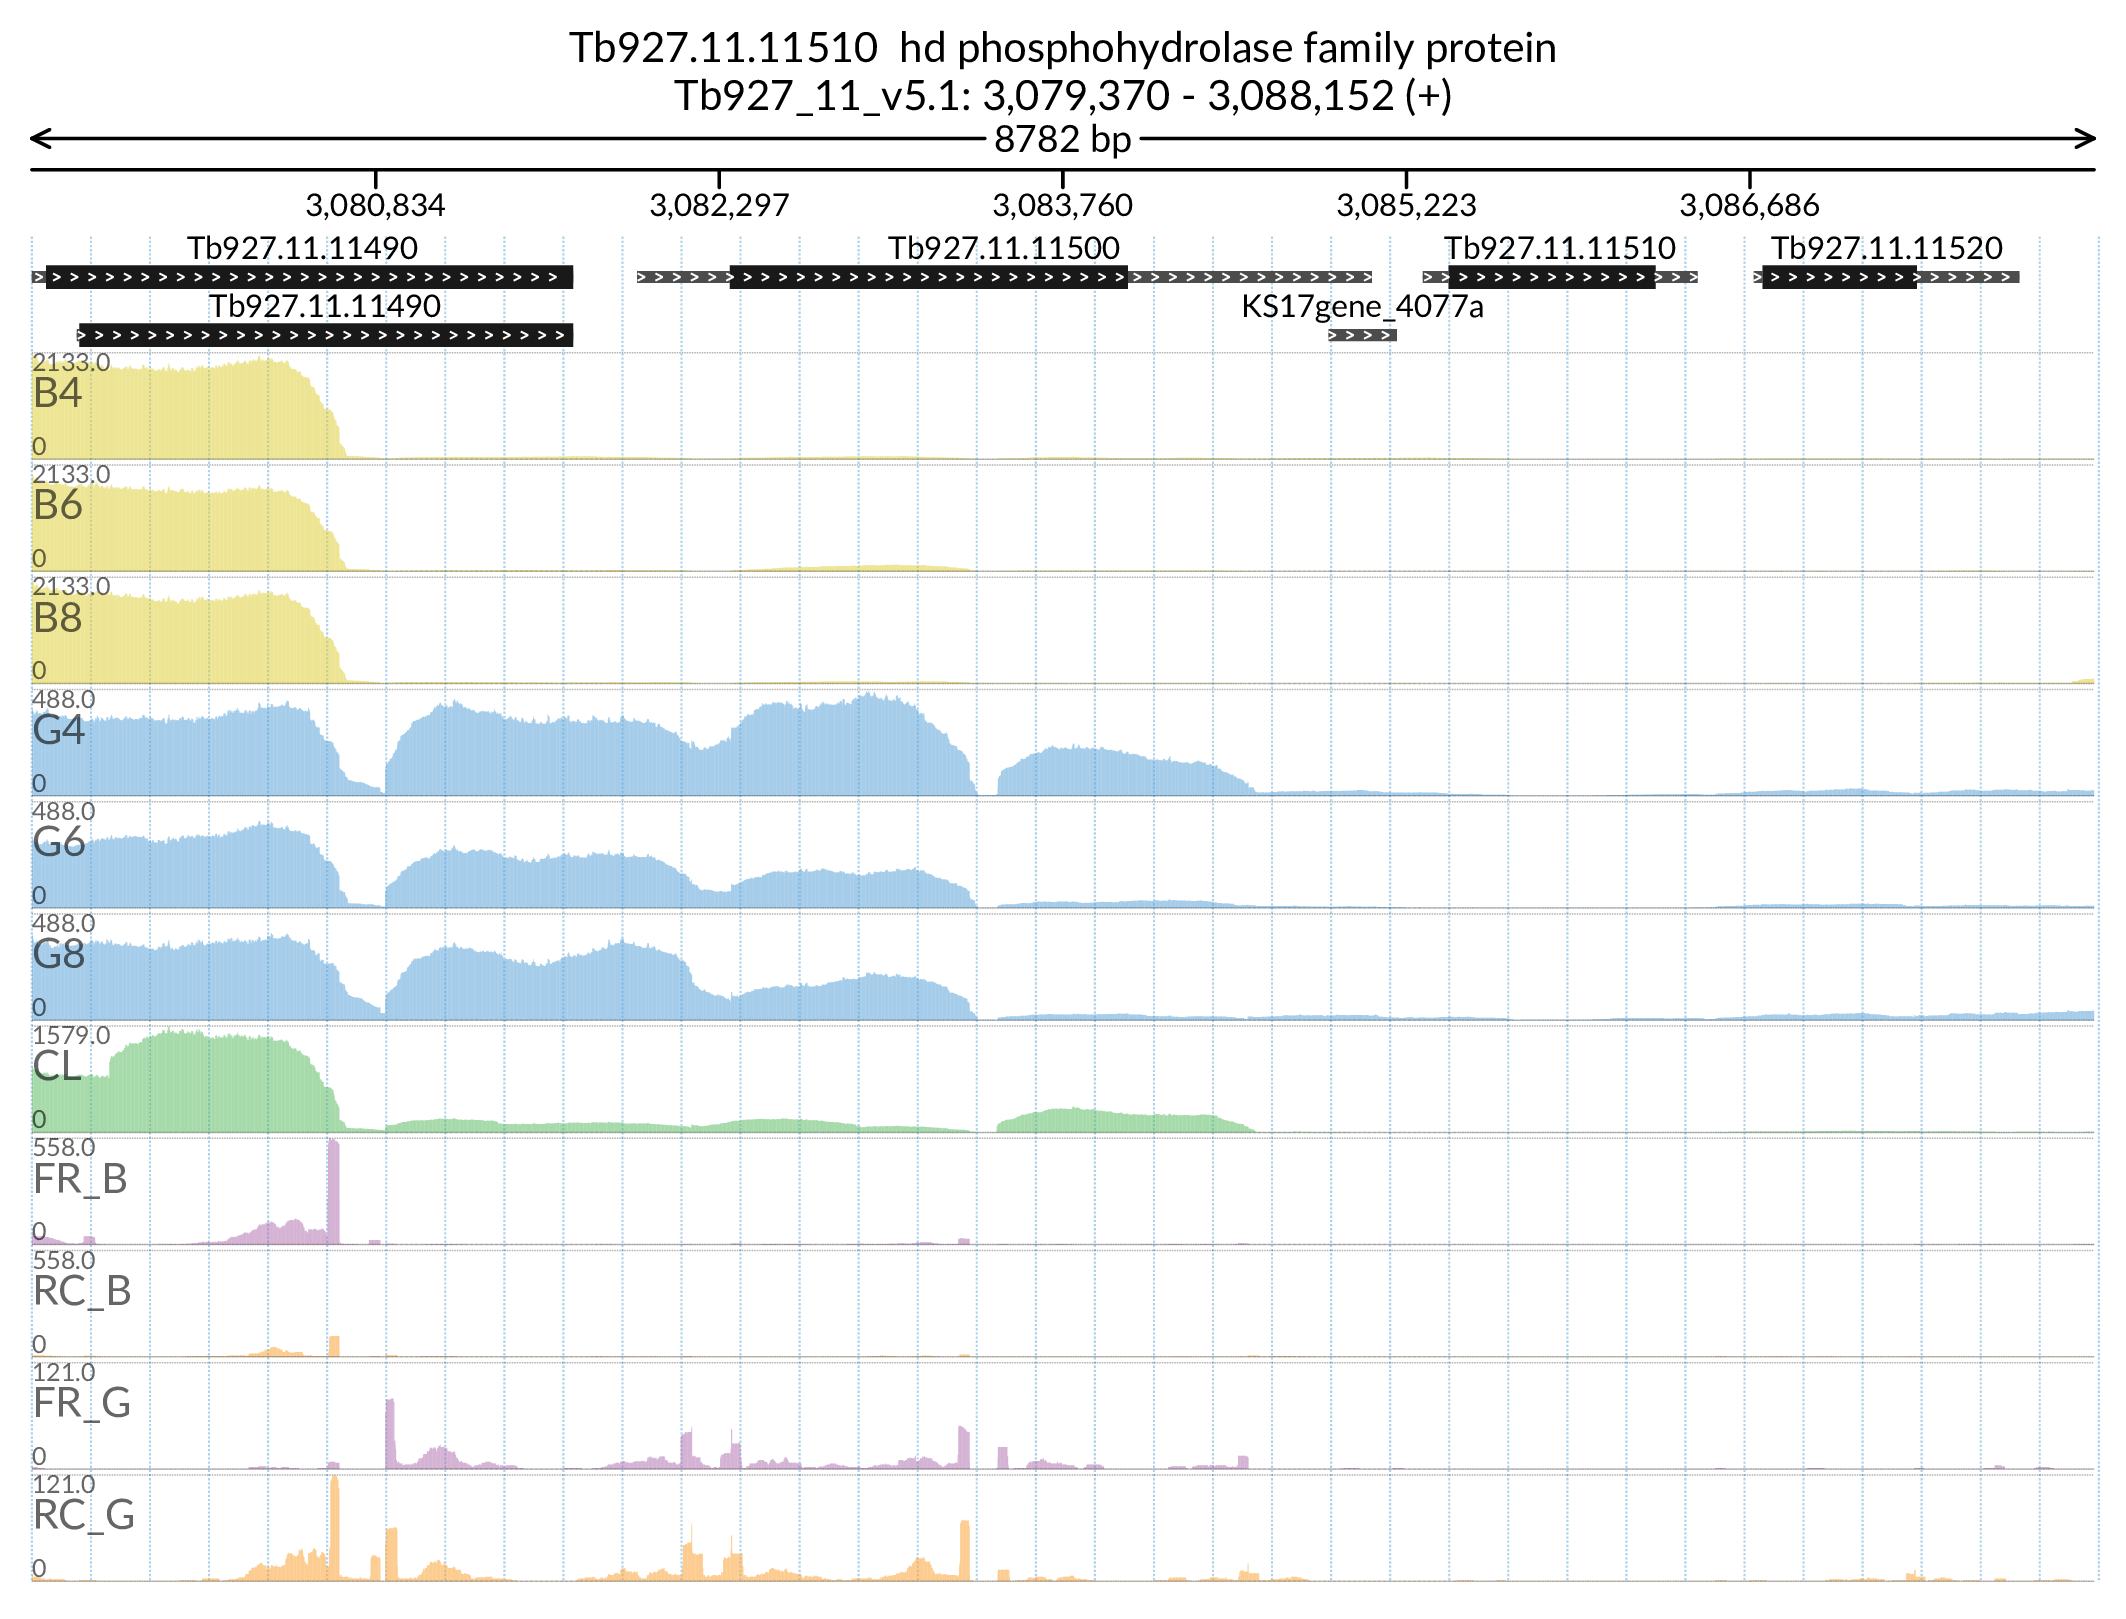 Tb927.11.11510  hd phosphohydrolase family protein
Tb927_11_v5.1: 3,079,370 - 3,088,152 (+)
8782 bp
3,080,834 3,082,297 3,083,760 3,085,223 3,086,686
Tb927.11.11490 Tb927.11.11500 Tb927.11.11510 Tb927.11.11520
Tb927.11.11490 KS17gene_4077a
2133.0
B4
0
2133.0
B6
0
2133.0
B8
0
488.0
G4
0
488.0
G6
0
488.0
G8
0
1579.0
CL
0
558.0
FR_B
0
558.0
RC_B
0
121.0
FR_G
0
121.0
RC_G
0